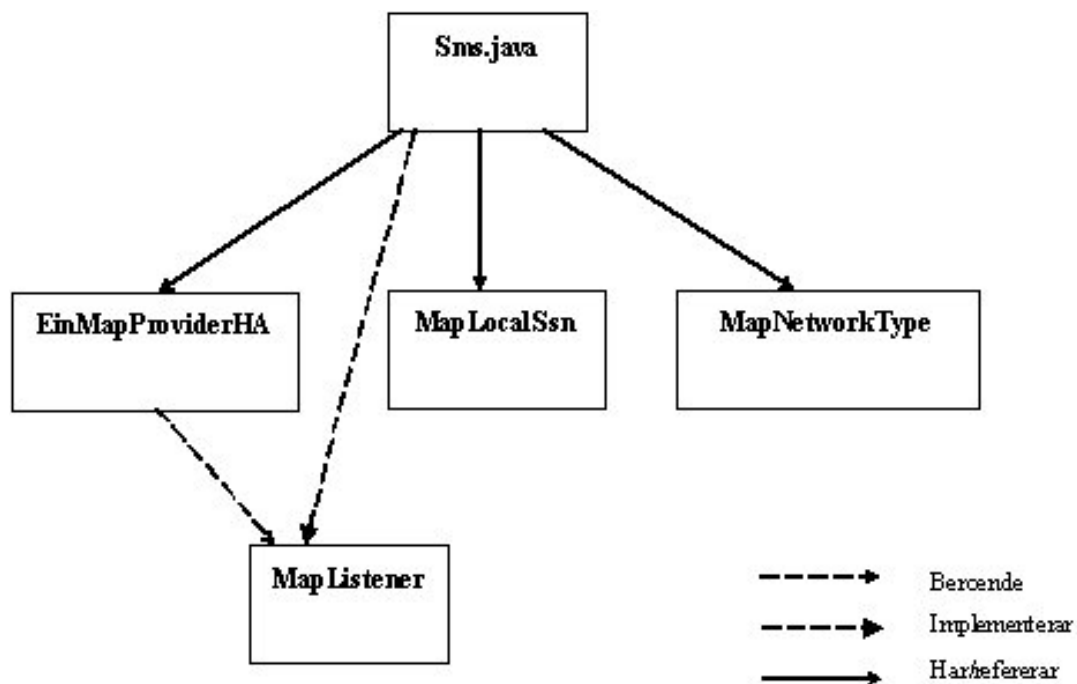 Sms.java
EinMapProviderHA
MapLocalSsn
MapNetworkType
MapListener
Beroende
Implementerar
Har/refererar